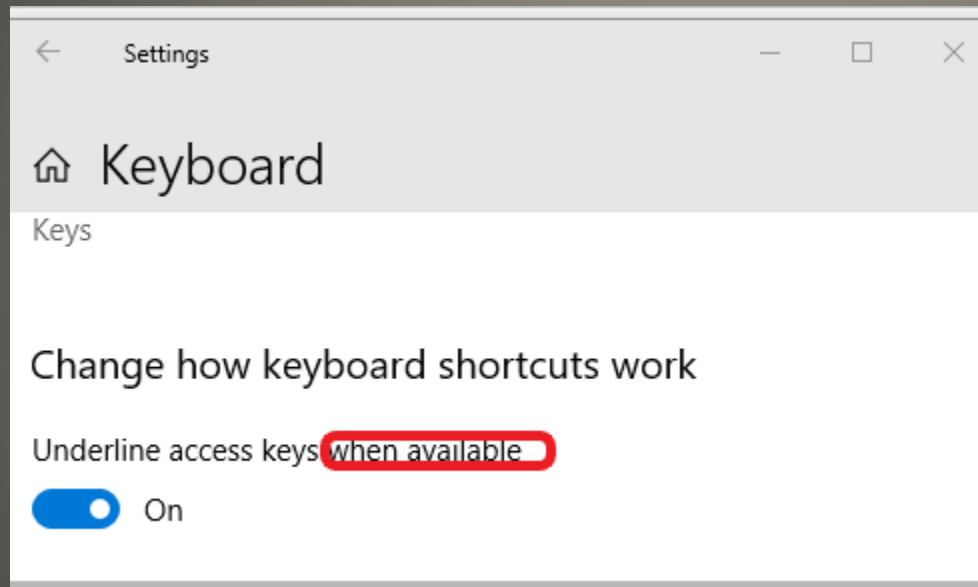 Settings
Keyboard
Keys
Change how keyboard shortcuts work
Underline access keys when available
On